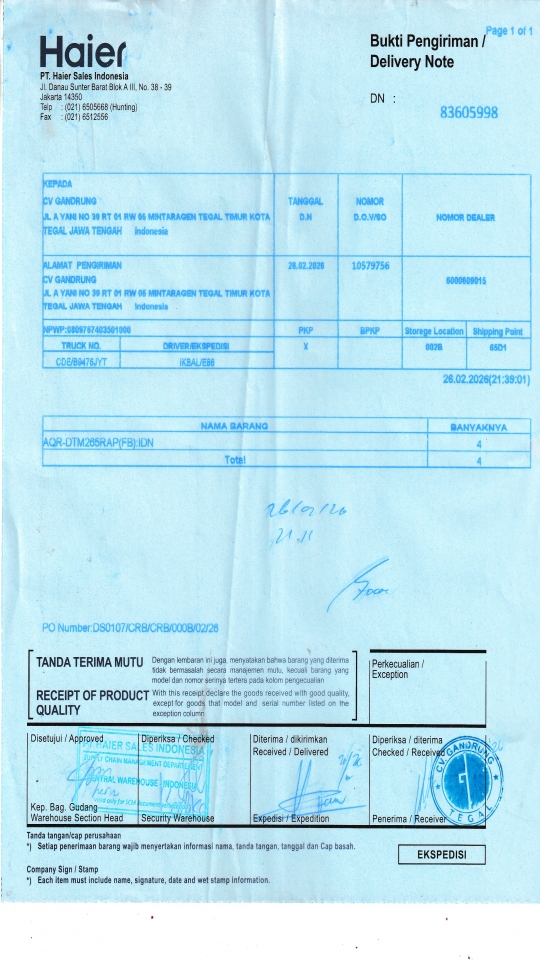 Page 1 of 1
Haier
Bukti Pengiriman /
Delivery Note
PT. Haier Sales Indonesia
Jl. Danau Sunter Barat Blok A III, No. 38 - 39
Jakarta 14350
Telp : (021) 6505668 (Hunting)
Fax : (021) 6512556
DN :
83605998
KEPADA
CV GANDRUNG
JL A YANI NO 39 RT 01 RW 06 MINTARAGEN TEGAL TIMUR KOTA
TEGAL JAWA TENGAH Indonesia
TANGGAL
D.N
NOMOR
D.O.V/SO
NOMOR DEALER
ALAMAT PENGIRIMAN
CV GANDRUNG
JL A YANI NO 39 RT 01 RW 06 MINTARAGEN TEGAL TIMUR KOTA
TEGAL JAWA TENGAH Indonesia
26.02.2026
10579756
6000609015
NPWP:0809767403501000
PKP
BPKP
Storege Location
Shipping Point
TRUCK NO.
DRIVER/EKSPEDISI
X
002B
65D1
CDE/B9476JYT
IKBAL/E86
26.02.2026(21:39:01)
NAMA BARANG
BANYAKNYA
AQR-DTM265RAP(FB):IDN
4
Total
4
PO Number:DS0107/CRB/CRB/000B/02/26
TANDA TERIMA MUTU
Dengan lembaran ini juga, menyatakan bahwa barang yang diterima
tidak bermasalah secara manajemen mutu, kecuali barang yang
model dan nomor serinya tertera pada kolom pengecualian
RECEIPT OF PRODUCT
QUALITY
With this receipt declare the goods received with good quality,
except for goods that model and serial number listed on the
exception column
Perkecualian /
Exception
Disetujui / Approved
Diperiksa / Checked
Diterima / dikirimkan
Received / Delivered
Diperiksa / diterima
Checked / Received
PT HAIER SALES INDONESIA
SUPPLY CHAIN MANAGEMENT DEPARTEMENT
CENTRAL WAREHOUSE - INDONESIA
CV. GANDRUNG
TEGAL
Kep. Bag. Gudang
Warehouse Section Head
Security Warehouse
Expedisi / Expedition
Penerima / Receiver
Tanda tangan/cap perusahaan
*) Setiap penerimaan barang wajib menyertakan informasi nama, tanda tangan, tanggal dan Cap basah.
EKSPEDISI
Company Sign / Stamp
*) Each item must include name, signature, date and wet stamp information.